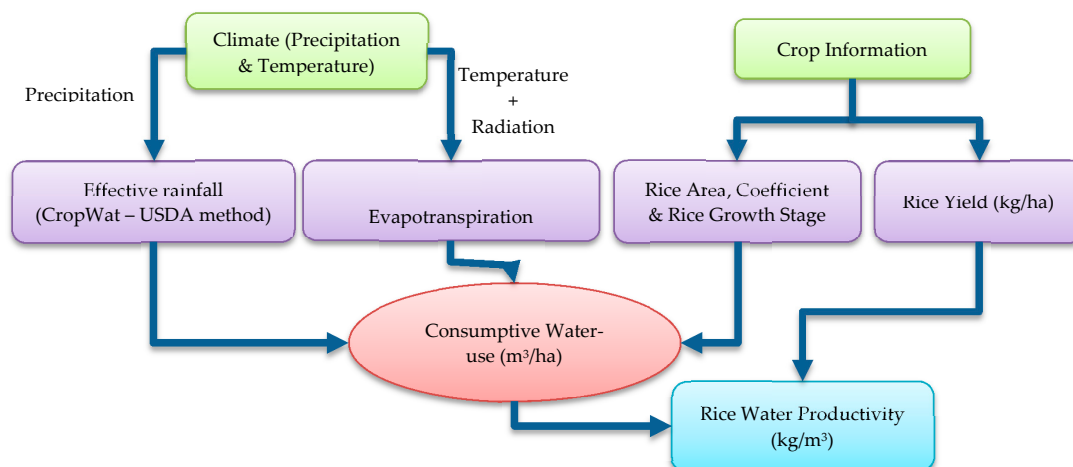 Climate (Precipitation
& Temperature)
Crop Information
Precipitation
Temperature
+
Radiation
Effective rainfall
(CropWat – USDA method)
Evapotranspiration
Rice Area, Coefficient
& Rice Growth Stage
Rice Yield (kg/ha)
Consumptive Water-
use (m³/ha)
Rice Water Productivity
(kg/m³)